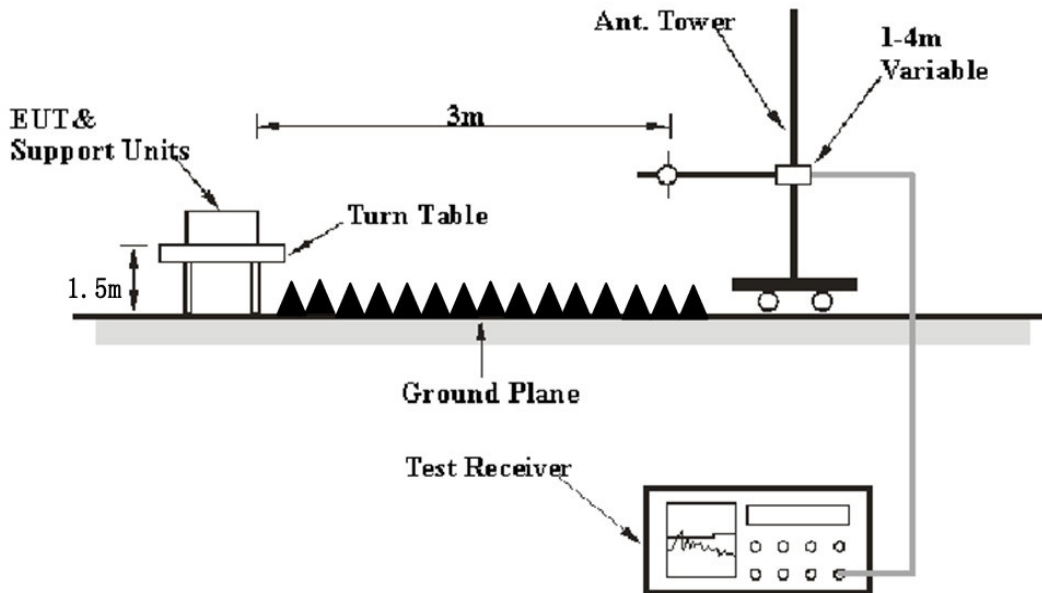 Ant. Tower
1-4m
Variable
3m
EUT&
Support Units
Turn Table
1.5m
Ground Plane
Test Receiver